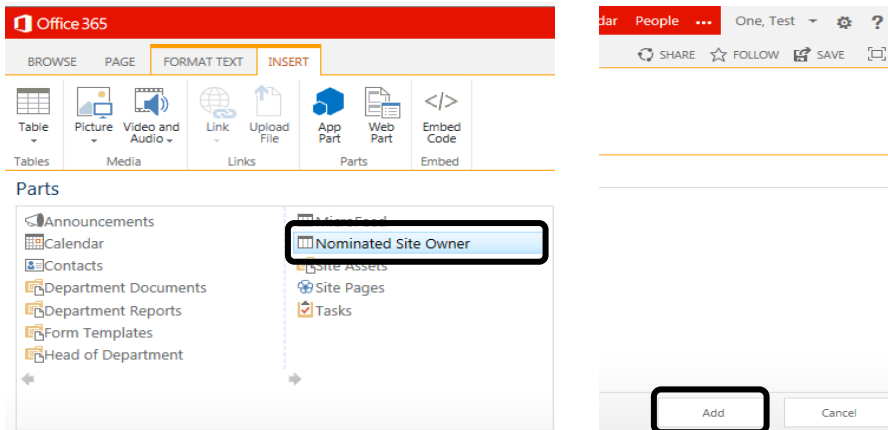 Office 365
BROWSE PAGE FORMAT TEXT INSERT
Table Picture Video and Audio Link Upload File App Part Web Part Embed Code
Tables Media Links Parts Embed
Parts
Announcements
Calendar
Contacts
Department Documents
Department Reports
Form Templates
Head of Department
MicroFeed
Nominated Site Owner
Site Assets
Site Pages
Tasks
dar People ... One, Test ?
SHARE FOLLOW SAVE
Add Cancel